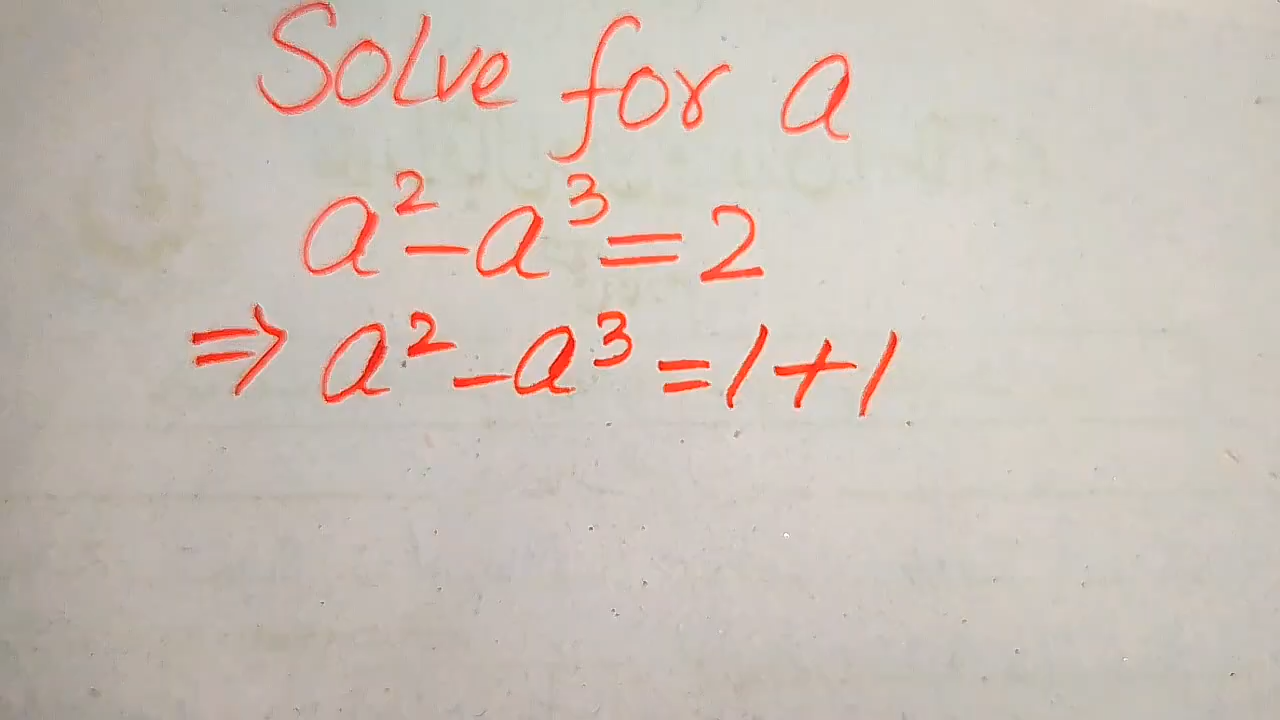 Solve for a
a²-a³=2
⇒ a²-a³=1+1